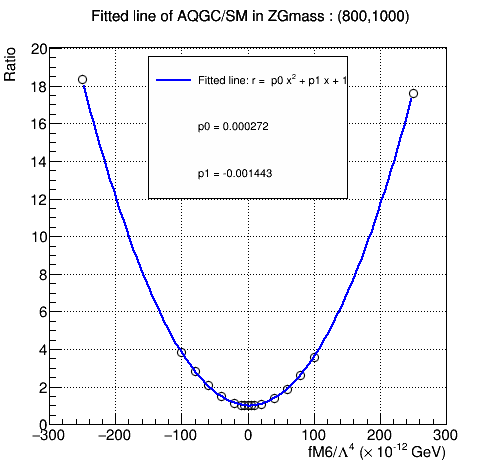 Fitted line of AQGC/SM in ZGmass : (800,1000)
Ratio
20
18
16
14
12
10
8
6
4
2
0
Fitted line: r = p0 x² + p1 x + 1
p0 = 0.000272
p1 = -0.001443
−300 −200 −100 0 100 200 300
fM6/Λ⁴ (× 10⁻¹² GeV)